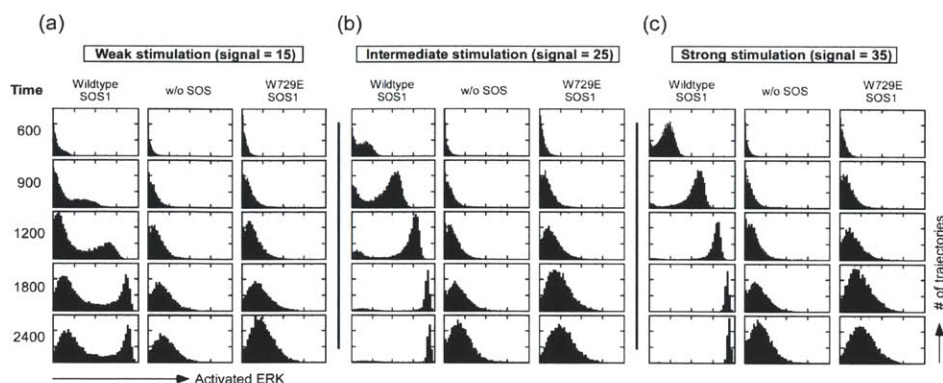 (a)
Weak stimulation (signal = 15)
(b)
Intermediate stimulation (signal = 25)
(c)
Strong stimulation (signal = 35)
Time
Wildtype
SOS1
w/o SOS
W729E
SOS1
Wildtype
SOS1
w/o SOS
W729E
SOS1
Wildtype
SOS1
w/o SOS
W729E
SOS1
600
900
1200
1800
2400
# of trajectories
Activated ERK